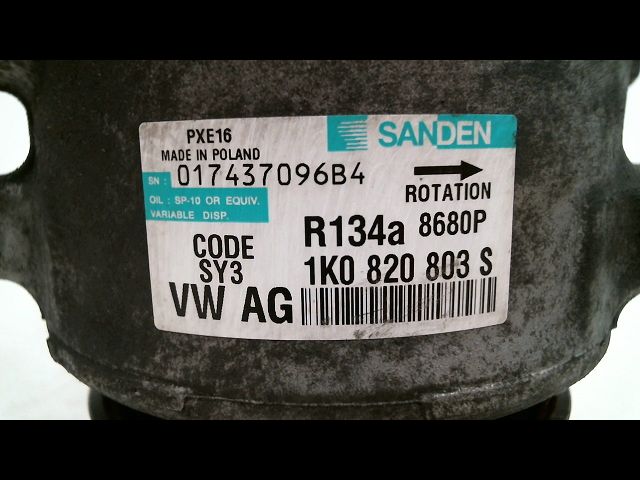 PXE16
MADE IN POLAND
SANDEN
SN : 017437096B4
ROTATION
OIL : SP-10 OR EQUIV.
VARIABLE DISP.
R134a 8680P
CODE
SY3
1K0 820 803 S
VW AG